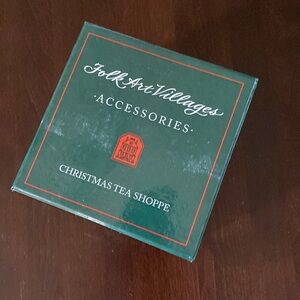 Folk Art Villages
·ACCESSORIES·
CHRISTMAS TEA SHOPPE